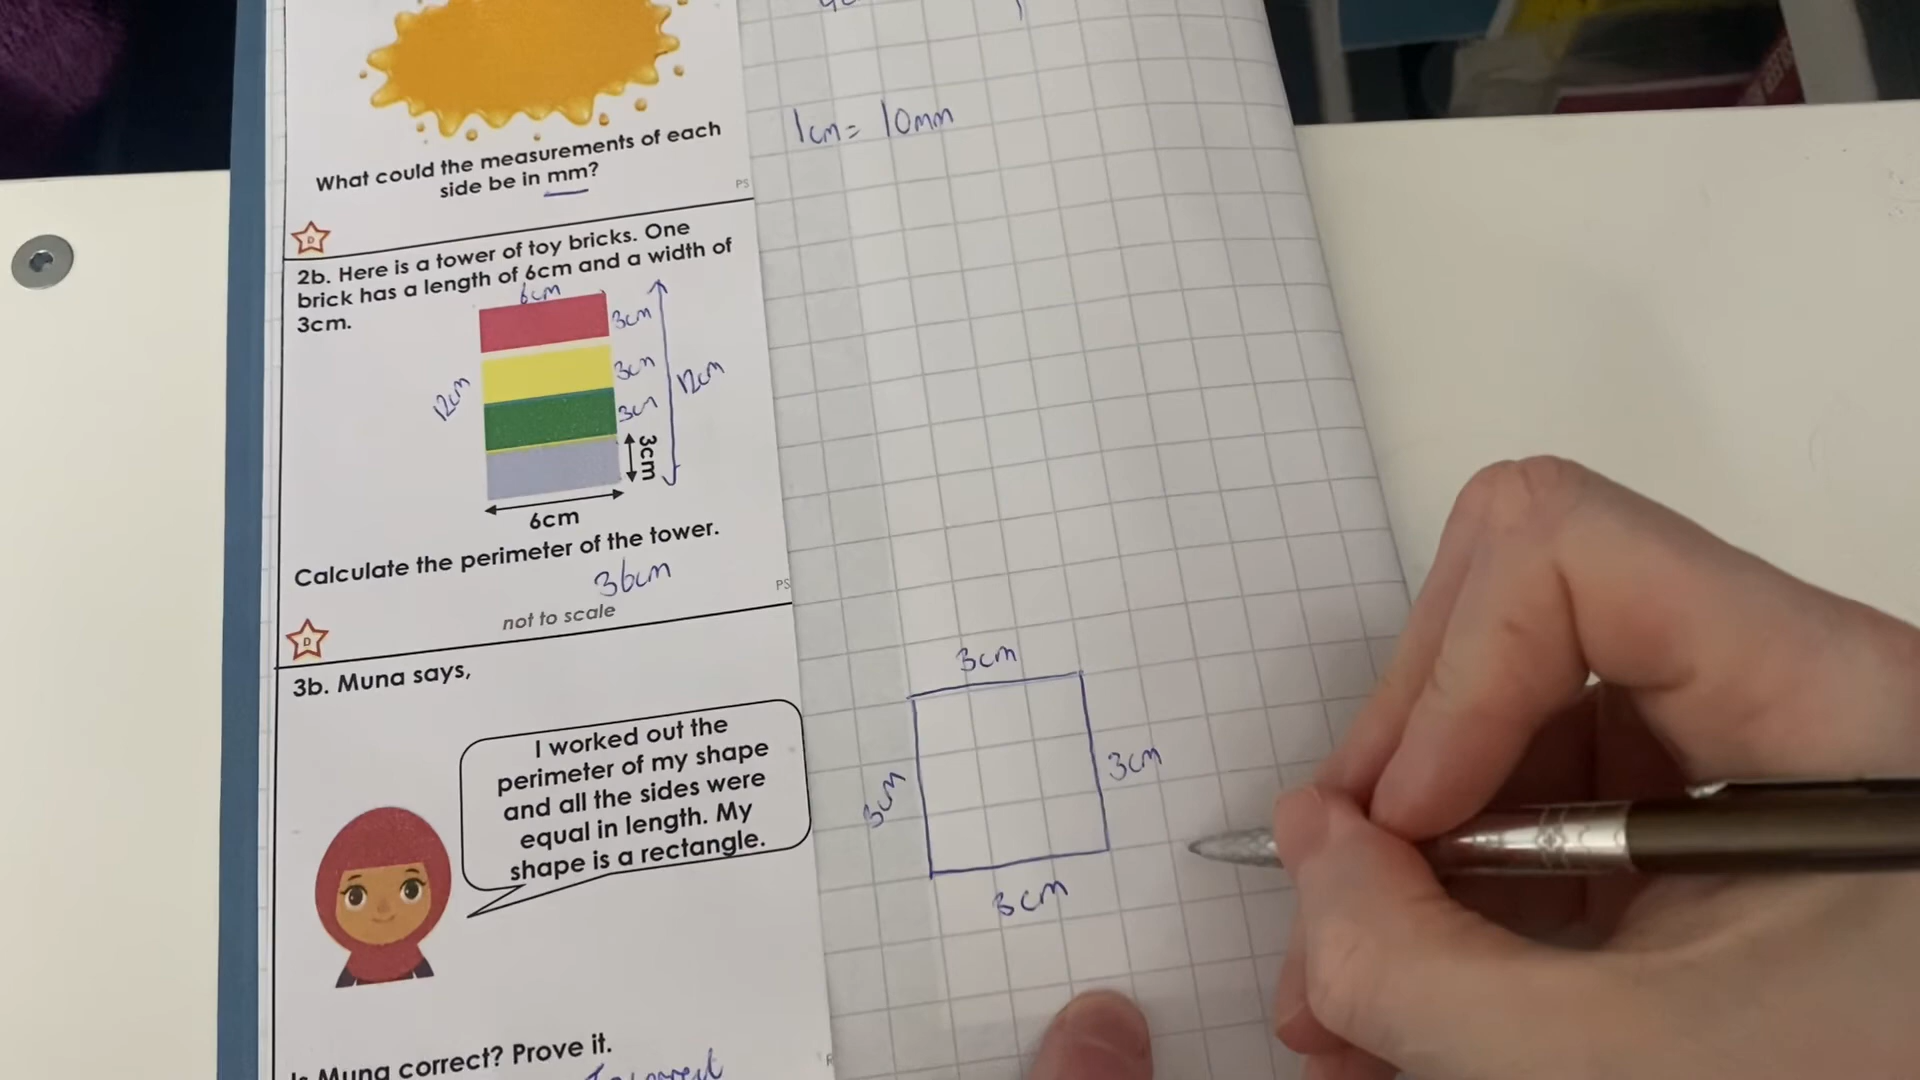 1cm = 10mm
What could the measurements of each
side be in mm?
PS
D
2b. Here is a tower of toy bricks. One
brick has a length of 6cm and a width of
3cm.
6cm
3cm
3cm
12cm
12cm
3cm
3cm
6cm
Calculate the perimeter of the tower.
36cm
PS
not to scale
D
3b. Muna says,
I worked out the
perimeter of my shape
and all the sides were
equal in length. My
shape is a rectangle.
3cm
3cm
3cm
3cm
Muna correct? Prove it.